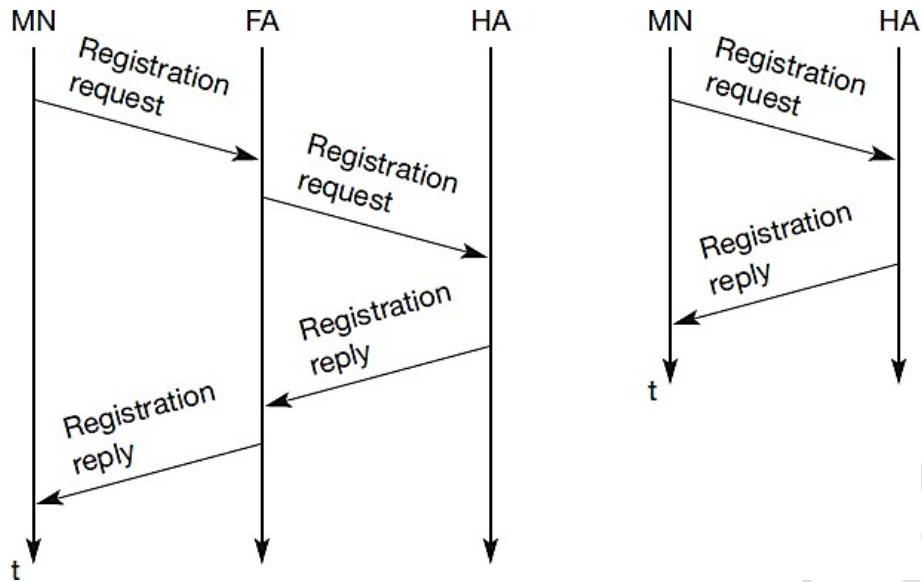 MN FA HA
Registration
request
Registration
request
Registration
reply
Registration
reply
t
MN HA
Registration
request
Registration
reply
t